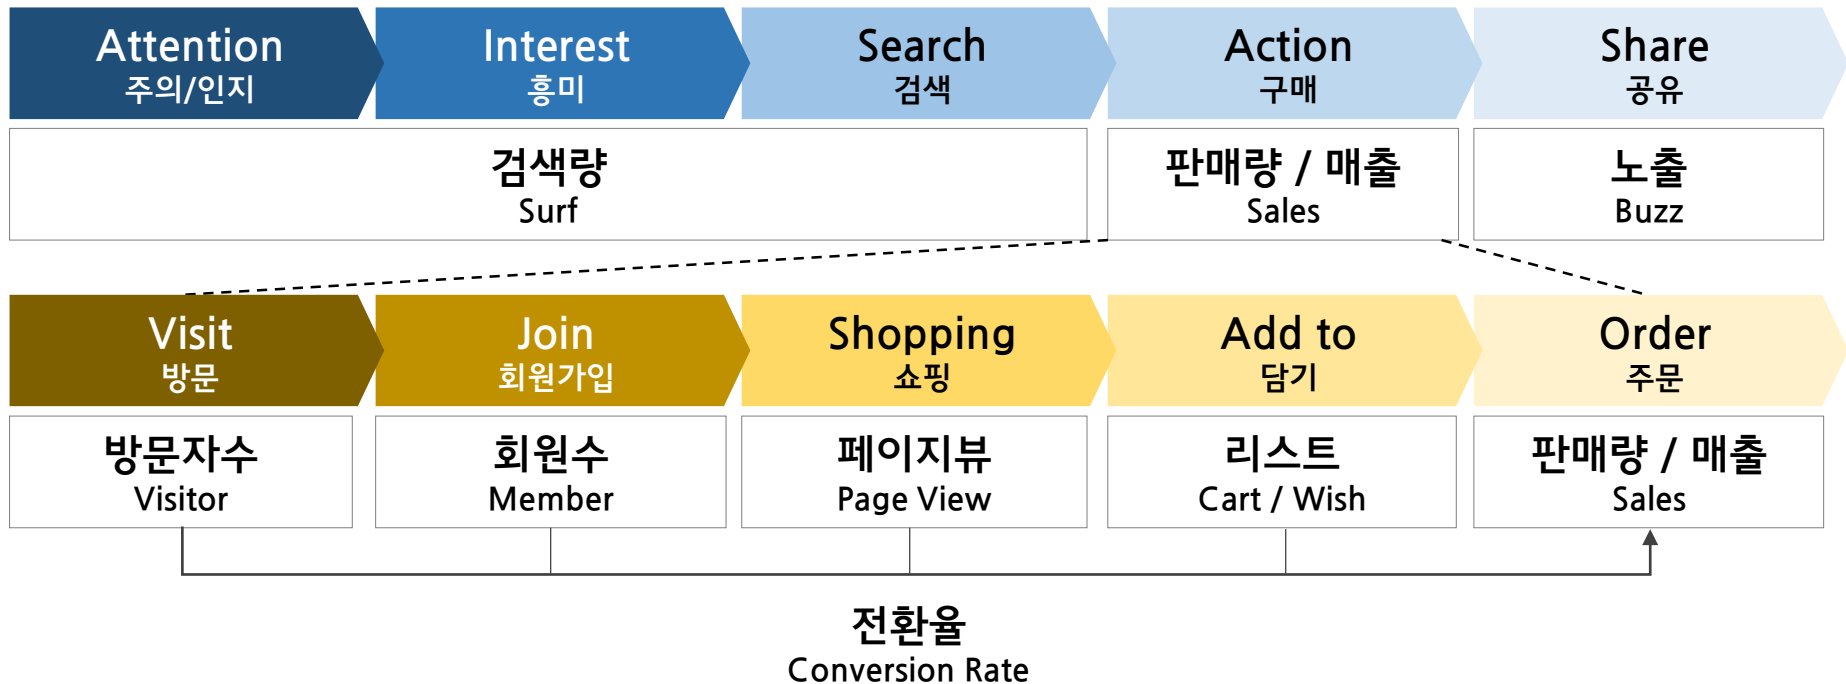 Attention
주의/인지
Interest
흥미
Search
검색
Action
구매
Share
공유
검색량
Surf
판매량 / 매출
Sales
노출
Buzz
Visit
방문
Join
회원가입
Shopping
쇼핑
Add to
담기
Order
주문
방문자수
Visitor
회원수
Member
페이지뷰
Page View
리스트
Cart / Wish
판매량 / 매출
Sales
전환율
Conversion Rate